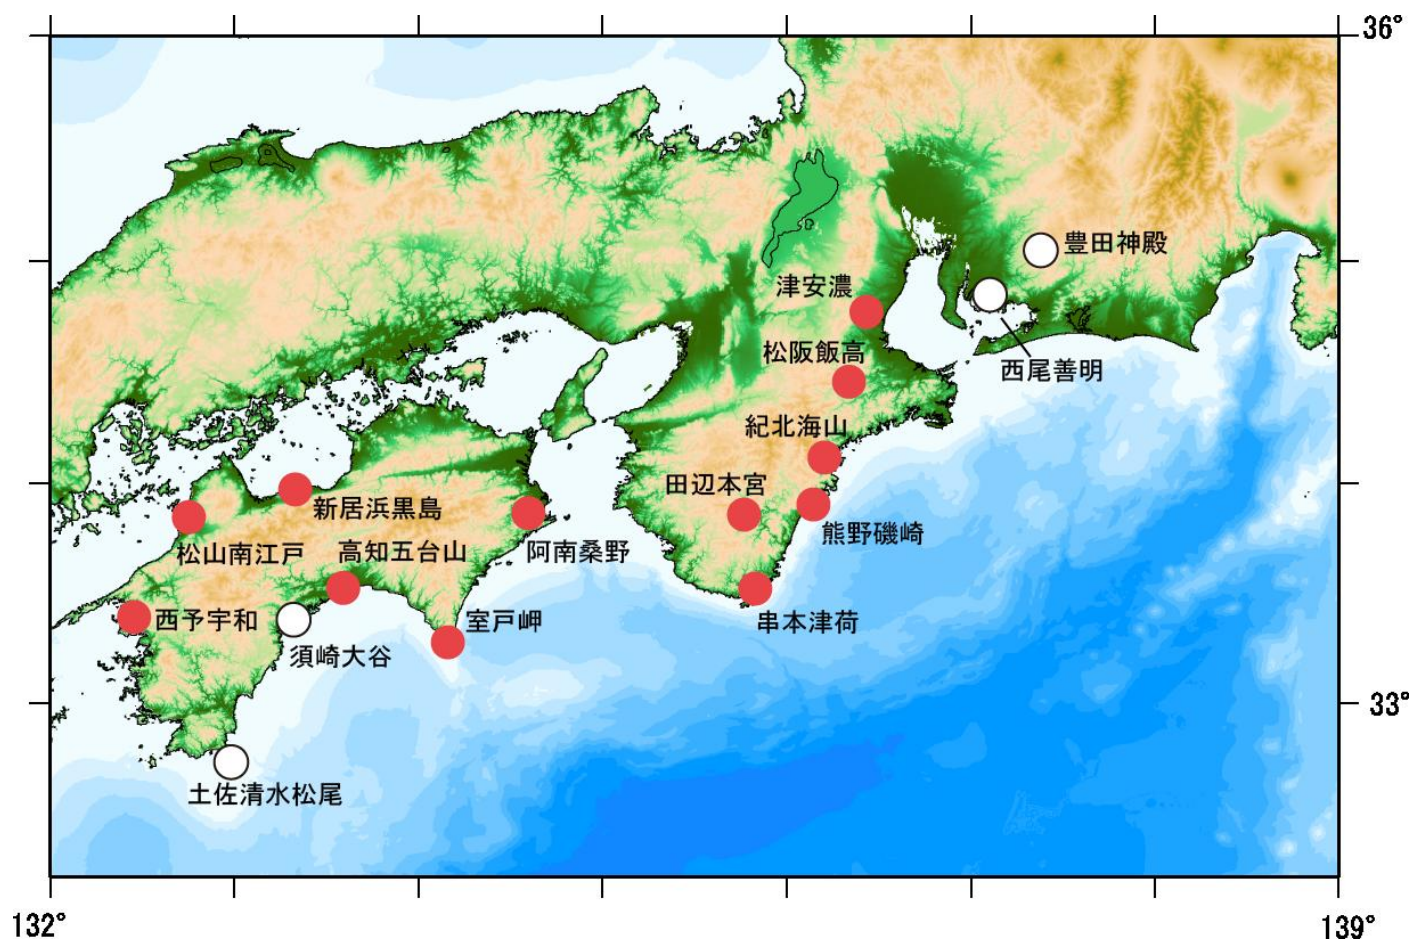 36°
豊田神殿
津安濃
松阪飯高
西尾善明
紀北海山
田辺本宮
新居浜黒島
熊野磯崎
松山南江戸
高知五台山
阿南桑野
西予宇和
室戸岬
串本津荷
須崎大谷
33°
土佐清水松尾
132°
139°